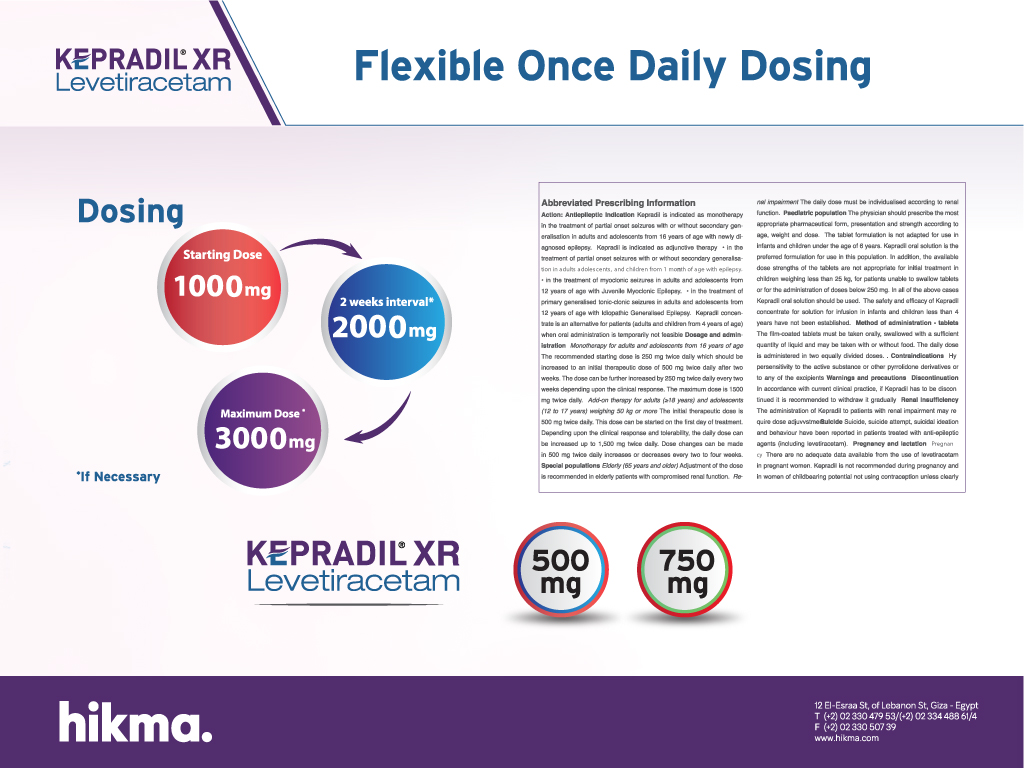 KEPRADIL® XR
Levetiracetam
Flexible Once Daily Dosing
Dosing
Starting Dose
1000mg
2 weeks interval*
2000mg
Maximum Dose*
3000mg
*If Necessary
Abbreviated Prescribing Information
Action: Antiepileptic Indication Kepradil is indicated as monotherapy
in the treatment of partial onset seizures with or without secondary gen-
eralisation in adults and adolescents from 16 years of age with newly di-
agnosed epilepsy. Kepradil is indicated as adjunctive therapy • in the
treatment of partial onset seizures with or without secondary generalisa-
tion in adults adolescents, and children from 1 month of age with epilepsy.
• in the treatment of myoclonic seizures in adults and adolescents from
12 years of age with Juvenile Myoclonic Epilepsy. • in the treatment of
primary generalised tonic-clonic seizures in adults and adolescents from
12 years of age with Idiopathic Generalised Epilepsy. Kepradil concen-
trate is an alternative for patients (adults and children from 4 years of age)
when oral administration is temporarily not feasible Dosage and admin-
istration Monotherapy for adults and adolescents from 16 years of age
The recommended starting dose is 250 mg twice daily which should be
increased to an initial therapeutic dose of 500 mg twice daily after two
weeks. The dose can be further increased by 250 mg twice daily every two
weeks depending upon the clinical response. The maximum dose is 1500
mg twice daily. Add-on therapy for adults (≥18 years) and adolescents
(12 to 17 years) weighing 50 kg or more The initial therapeutic dose is
500 mg twice daily. This dose can be started on the first day of treatment.
Depending upon the clinical response and tolerability, the daily dose can
be increased up to 1,500 mg twice daily. Dose changes can be made
in 500 mg twice daily increases or decreases every two to four weeks.
Special populations Elderly (65 years and older) Adjustment of the dose
is recommended in elderly patients with compromised renal function. Re-
nal impairment The daily dose must be individualised according to renal
function. Paediatric population The physician should prescribe the most
appropriate pharmaceutical form, presentation and strength according to
age, weight and dose. The tablet formulation is not adapted for use in
infants and children under the age of 6 years. Kepradil oral solution is the
preferred formulation for use in this population. In addition, the available
dose strengths of the tablets are not appropriate for initial treatment in
children weighing less than 25 kg, for patients unable to swallow tablets
or for the administration of doses below 250 mg. In all of the above cases
Kepradil oral solution should be used. The safety and efficacy of Kepradil
concentrate for solution for infusion in infants and children less than 4
years have not been established. Method of administration - tablets
The film-coated tablets must be taken orally, swallowed with a sufficient
quantity of liquid and may be taken with or without food. The daily dose
is administered in two equally divided doses. . Contraindications Hy
persensitivity to the active substance or other pyrrolidone derivatives or
to any of the excipients Warnings and precautions Discontinuation
In accordance with current clinical practice, if Kepradil has to be discon
tinued it is recommended to withdraw it gradually Renal insufficiency
The administration of Kepradil to patients with renal impairment may re
quire dose adjuvstment Suicide Suicide, suicide attempt, suicidal ideation
and behaviour have been reported in patients treated with anti-epileptic
agents (including levetiracetam). Pregnancy and lactation Pregnan
cy There are no adequate data available from the use of levetiracetam
in pregnant women. Kepradil is not recommended during pregnancy and
in women of childbearing potential not using contraception unless clearly
KEPRADIL® XR
Levetiracetam
500
mg
750
mg
hikma.
12 El-Esraa St, of Lebanon St, Giza - Egypt
T (+2) 02 330 479 53/(+2) 02 334 488 61/4
F (+2) 02 330 507 39
www.hikma.com